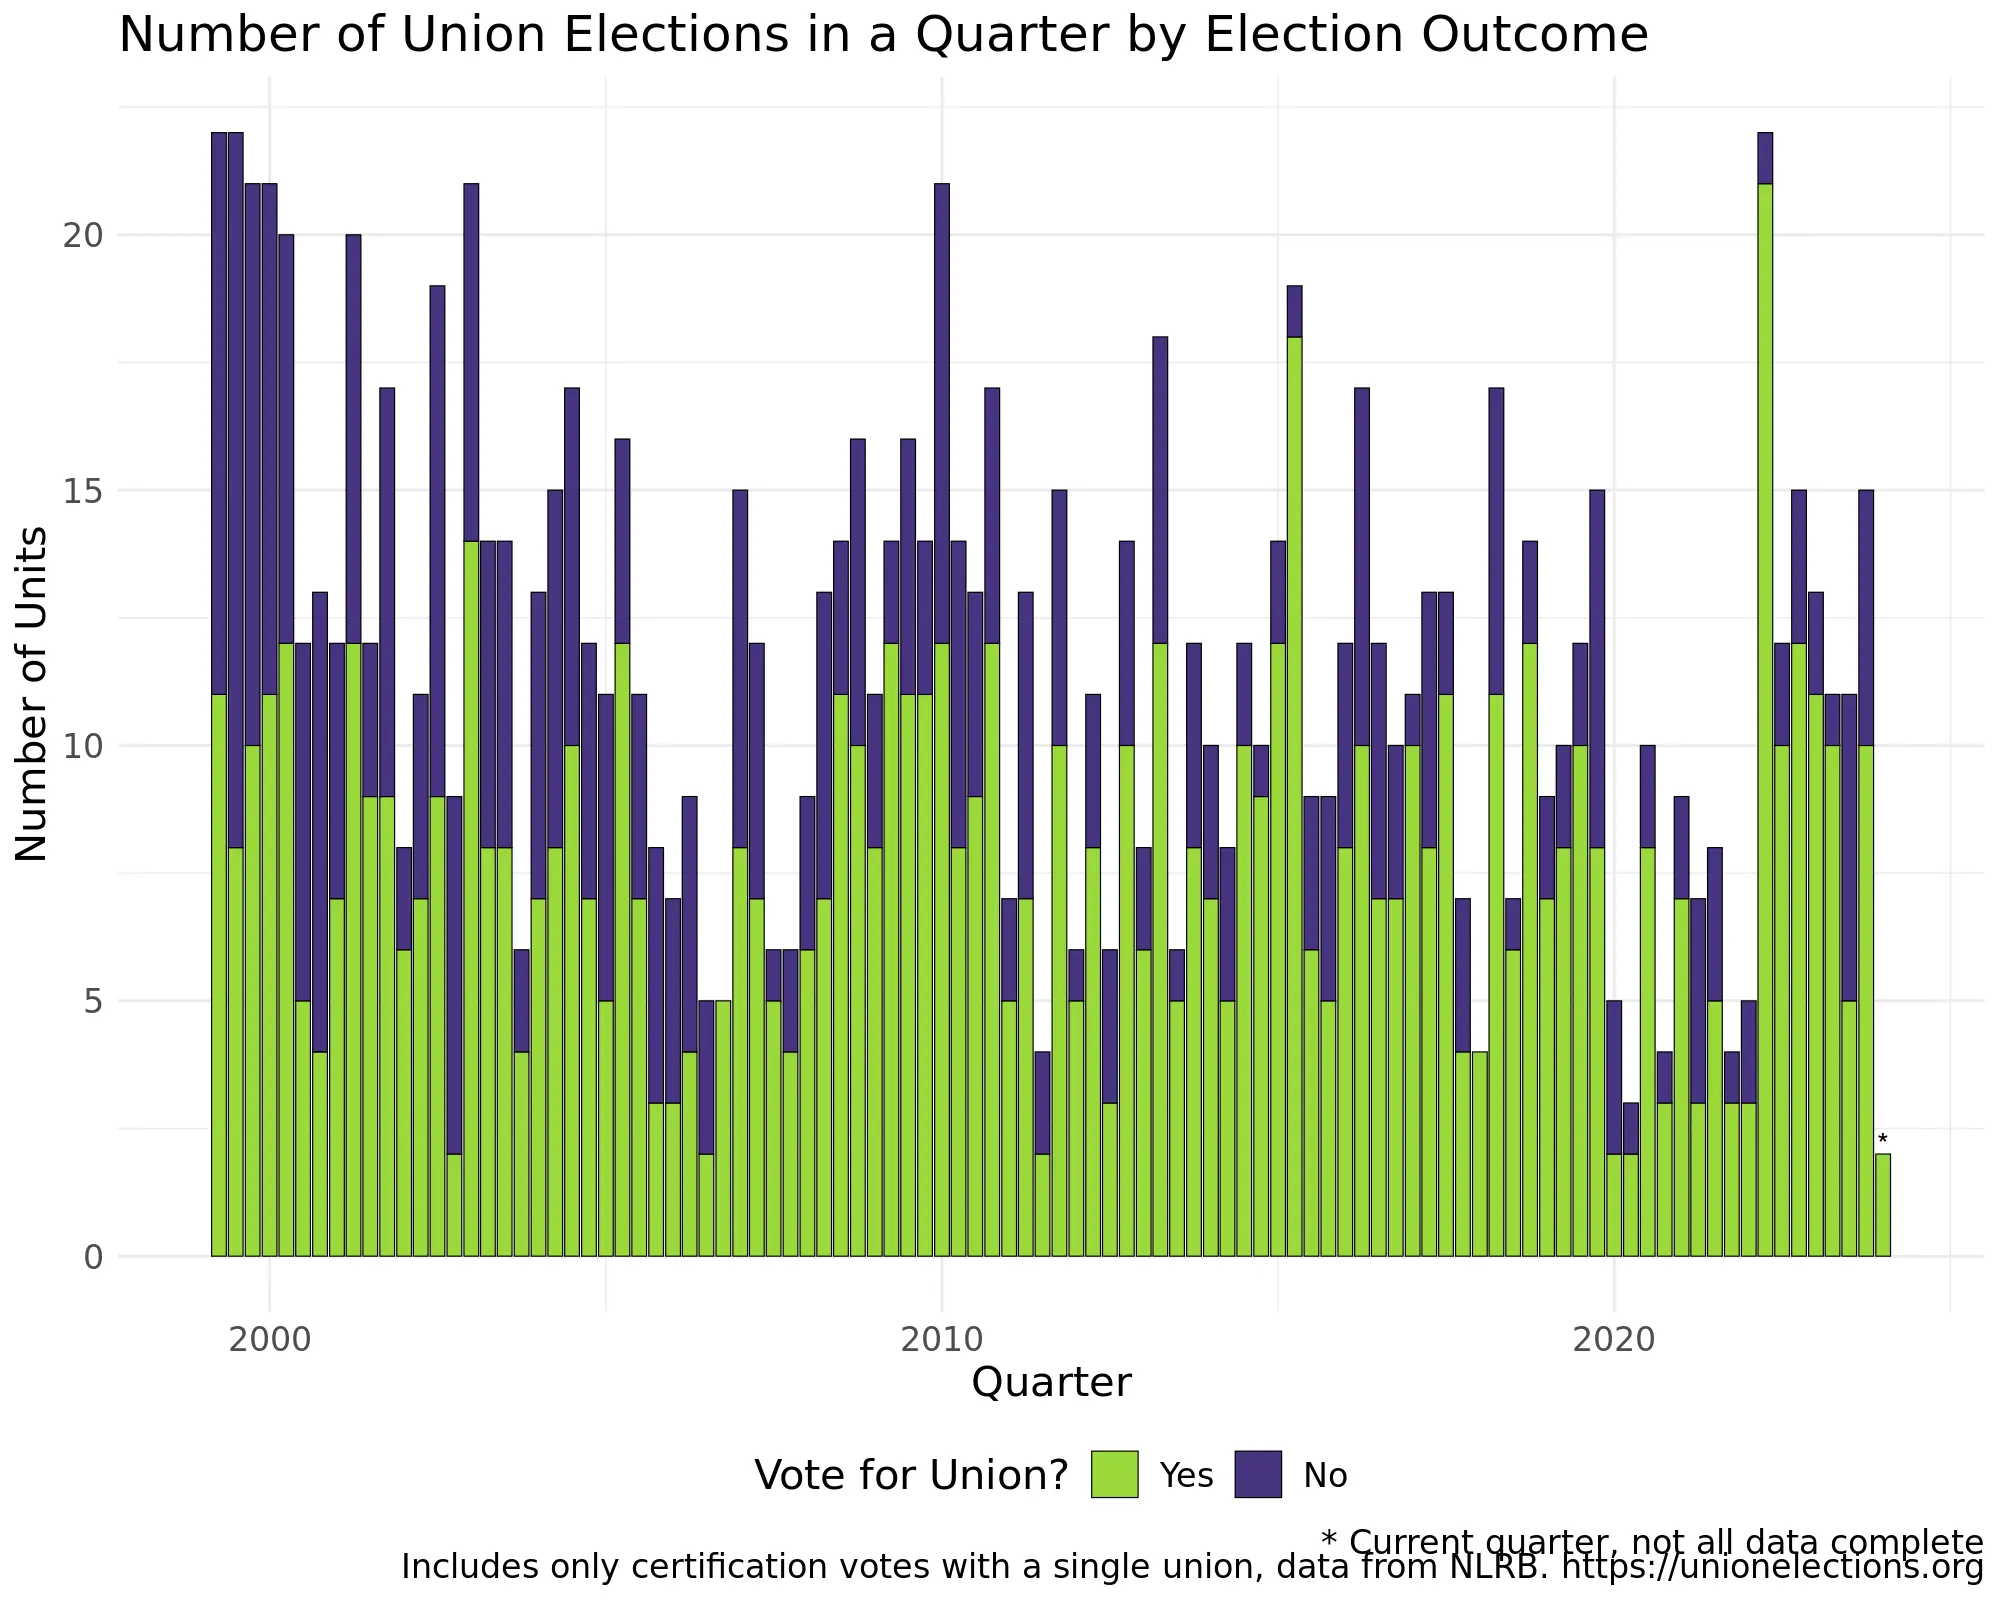 Number of Union Elections in a Quarter by Election Outcome
Number of Units
20
15
10
5
0
*
2000
2010
2020
Quarter
Vote for Union?
Yes
No
* Current quarter, not all data complete
Includes only certification votes with a single union, data from NLRB. https://unionelections.org